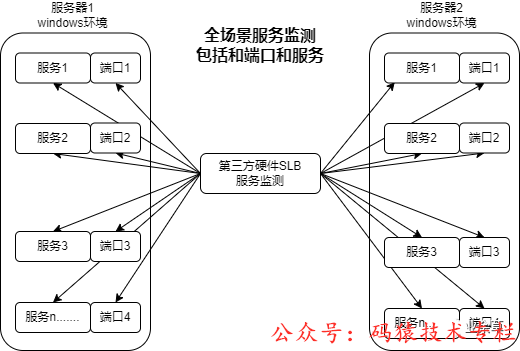 服务器1
windows环境
全场景服务监测
包括和端口和服务
服务器2
windows环境
服务1 端口1
服务2 端口2
服务3 端口3
服务n....... 端口4
第三方硬件SLB
服务监测
服务1 端口1
服务2 端口2
服务3 端口3
服务n
公众号：码猿技术专栏